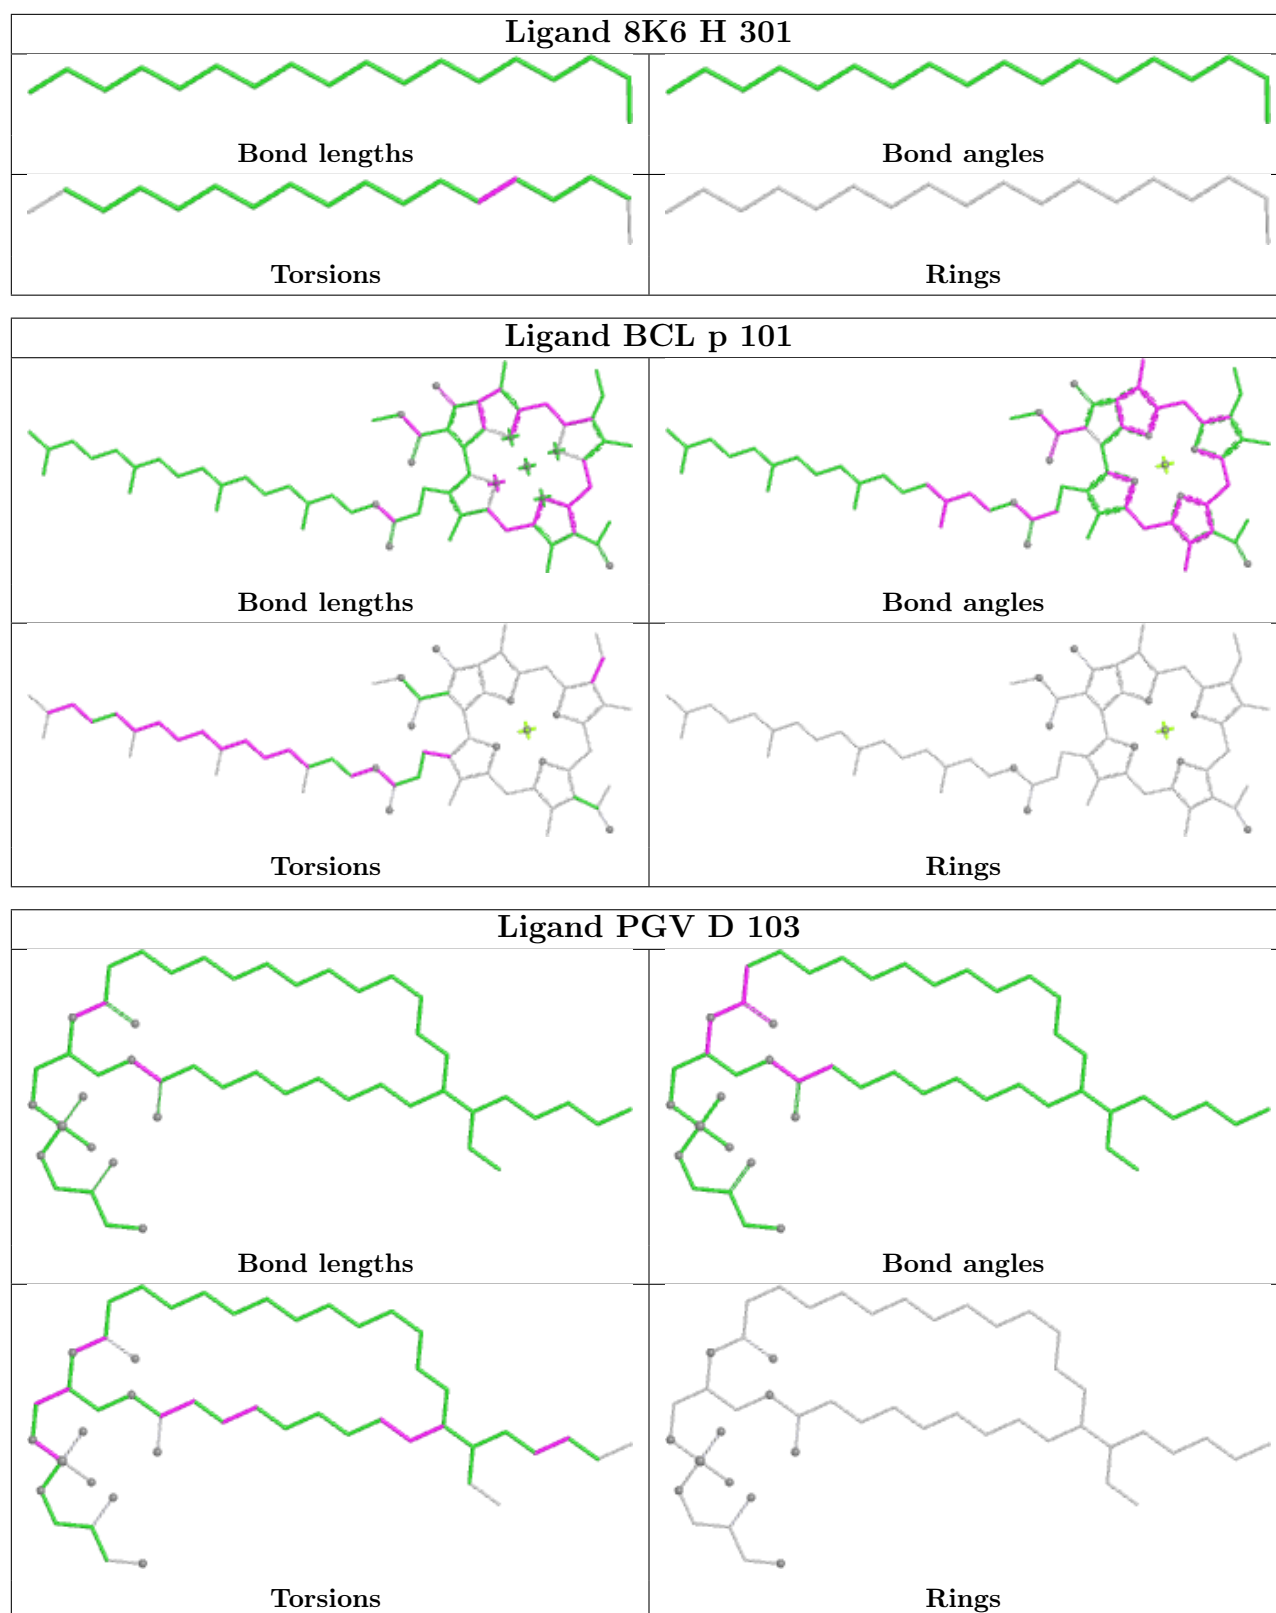 Ligand 8K6 H 301
Bond lengths
Bond angles
Torsions
Rings
Ligand BCL p 101
Bond lengths
Bond angles
Torsions
Rings
Ligand PGV D 103
Bond lengths
Bond angles
Torsions
Rings